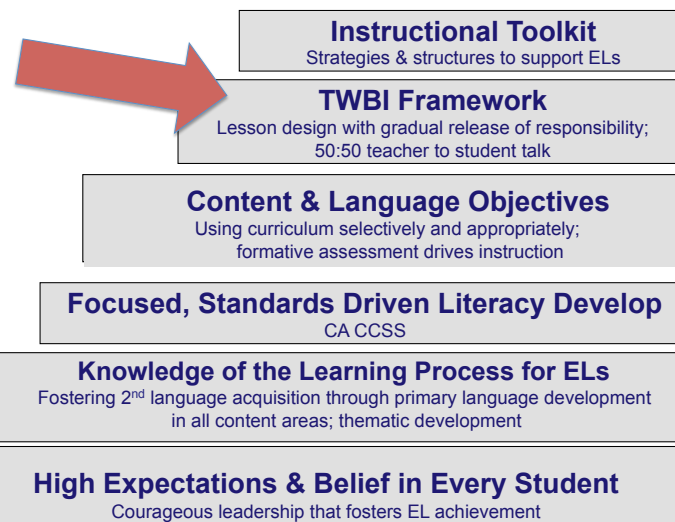 Instructional Toolkit
Strategies & structures to support ELs
TWBI Framework
Lesson design with gradual release of responsibility;
50:50 teacher to student talk
Content & Language Objectives
Using curriculum selectively and appropriately;
formative assessment drives instruction
Focused, Standards Driven Literacy Develop
CA CCSS
Knowledge of the Learning Process for ELs
Fostering 2nd language acquisition through primary language development
in all content areas; thematic development
High Expectations & Belief in Every Student
Courageous leadership that fosters EL achievement